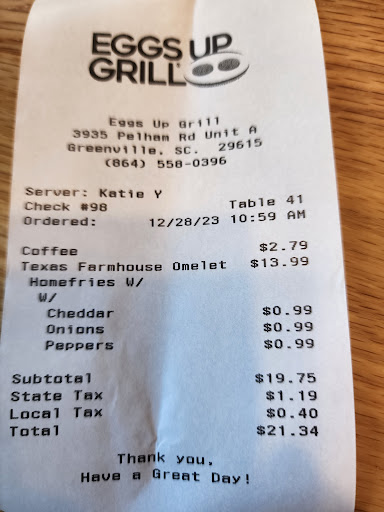 EGGS UP
GRILL
Eggs Up Grill
3935 Pelham Rd Unit A
Greenville, SC. 29615
(864) 558-0396
Server: Katie Y
Check #98 Table 41
Ordered: 12/28/23 10:59 AM
Coffee $2.79
Texas Farmhouse Omelet $13.99
Homefries W/
W/
Cheddar $0.99
Onions $0.99
Peppers $0.99
Subtotal $19.75
State Tax $1.19
Local Tax $0.40
Total $21.34
Thank you,
Have a Great Day!